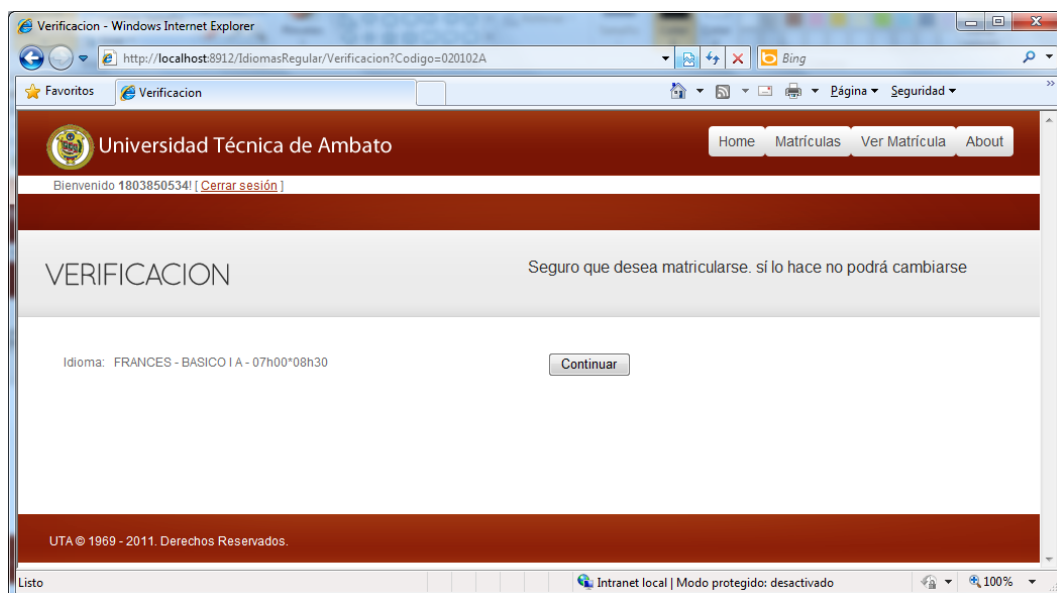 Verificacion - Windows Internet Explorer
http://localhost:8912/IdiomasRegular/Verificacion?Codigo=020102A
Bing
Favoritos
Verificacion
Página
Seguridad
»
Universidad Técnica de Ambato
Home Matrículas Ver Matrícula About
Bienvenido 1803850534! [ Cerrar sesión ]
VERIFICACION
Seguro que desea matricularse. sí lo hace no podrá cambiarse
Idioma: FRANCES - BASICO I A - 07h00*08h30
Continuar
UTA © 1969 - 2011. Derechos Reservados.
Listo
Intranet local | Modo protegido: desactivado
100%